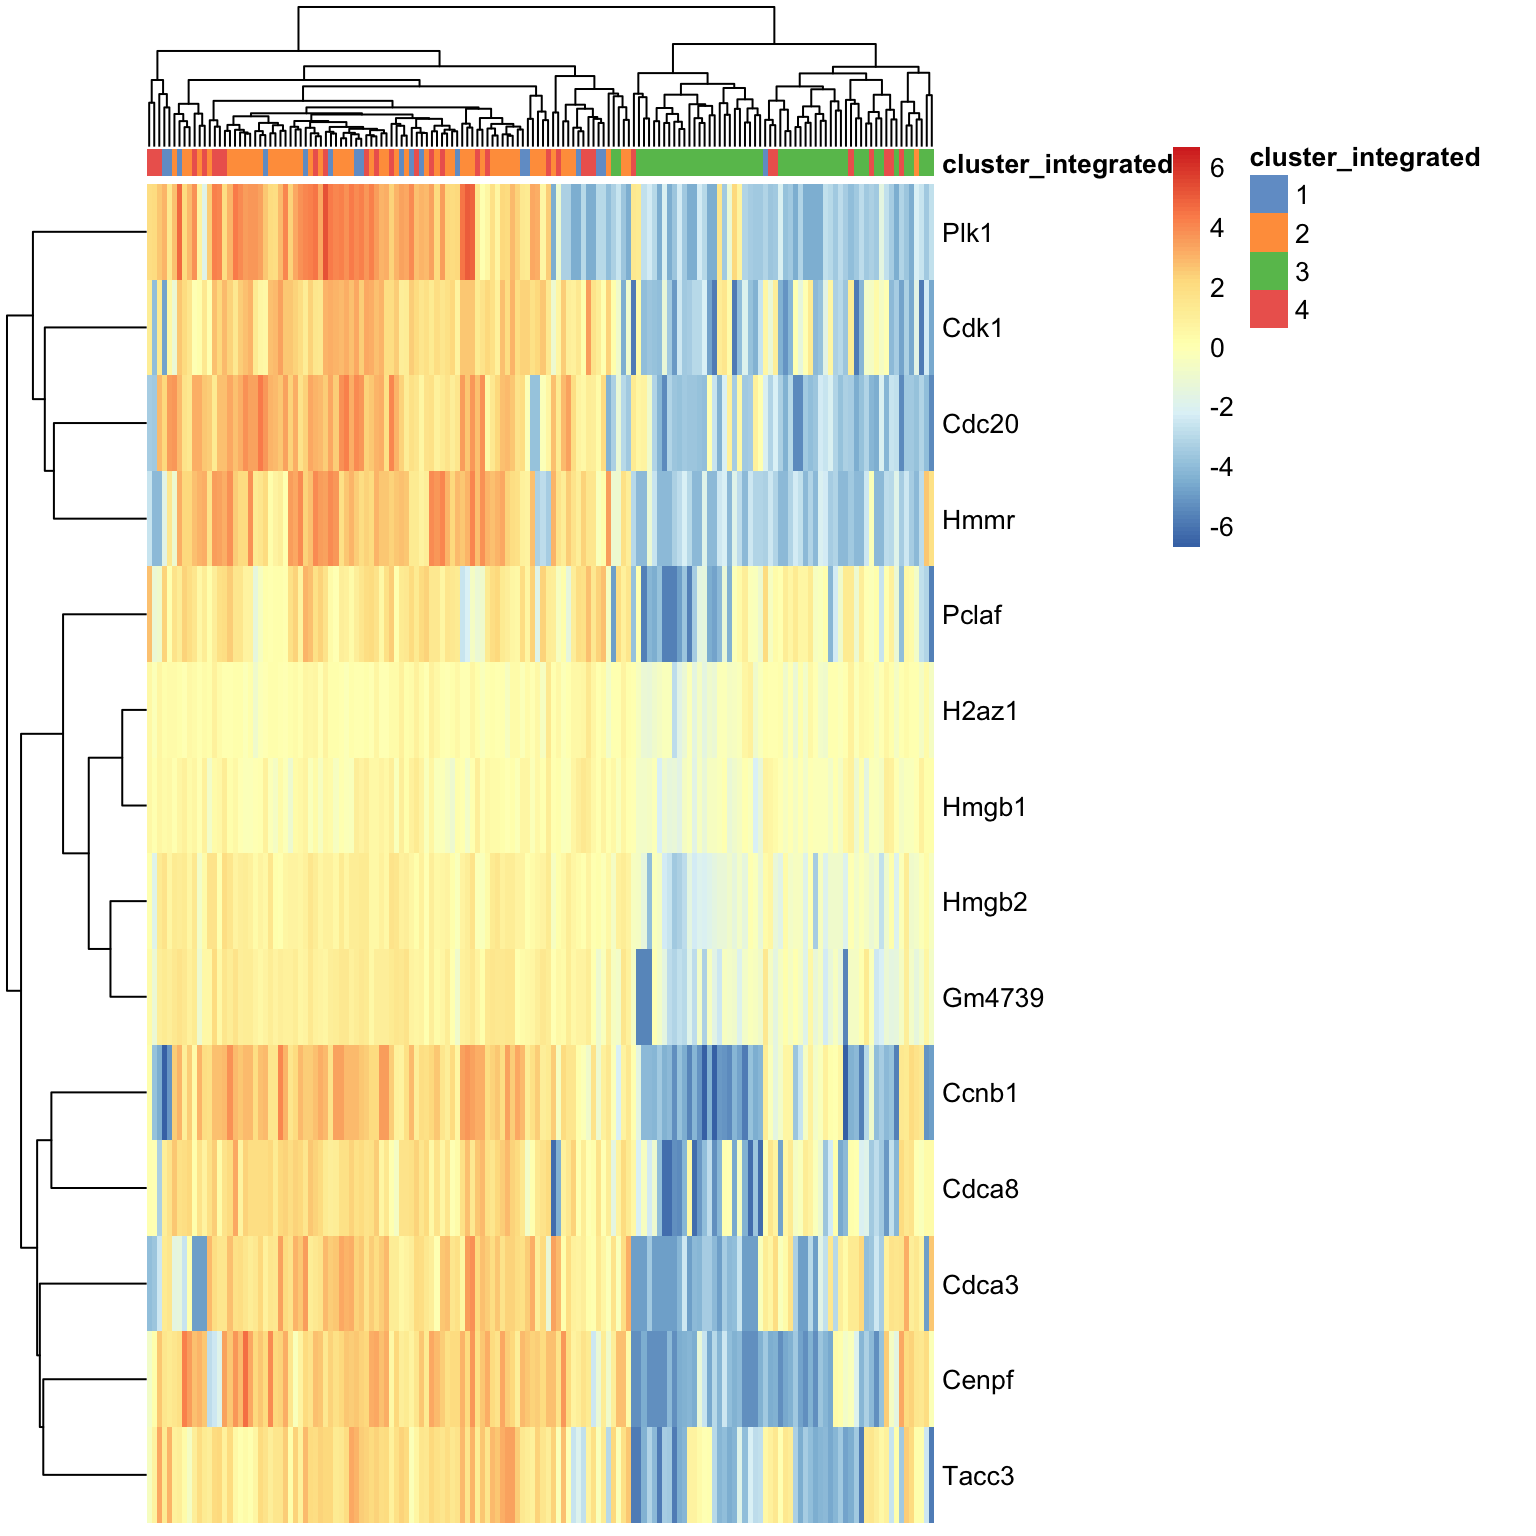 cluster_integrated
6
4
2
0
-2
-4
-6
cluster_integrated
1
2
3
4
Plk1
Cdk1
Cdc20
Hmmr
Pclaf
H2az1
Hmgb1
Hmgb2
Gm4739
Ccnb1
Cdca8
Cdca3
Cenpf
Tacc3